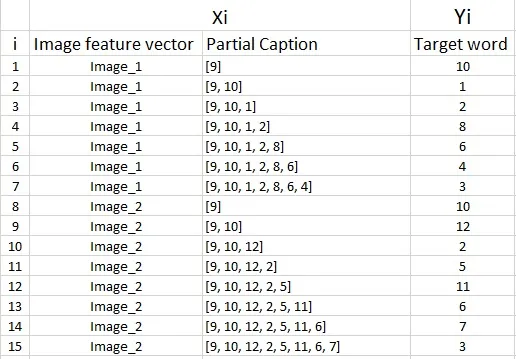 Xi Yi
i Image feature vector Partial Caption Target word
1 Image_1 [9] 10
2 Image_1 [9, 10] 1
3 Image_1 [9, 10, 1] 2
4 Image_1 [9, 10, 1, 2] 8
5 Image_1 [9, 10, 1, 2, 8] 6
6 Image_1 [9, 10, 1, 2, 8, 6] 4
7 Image_1 [9, 10, 1, 2, 8, 6, 4] 3
8 Image_2 [9] 10
9 Image_2 [9, 10] 12
10 Image_2 [9, 10, 12] 2
11 Image_2 [9, 10, 12, 2] 5
12 Image_2 [9, 10, 12, 2, 5] 11
13 Image_2 [9, 10, 12, 2, 5, 11] 6
14 Image_2 [9, 10, 12, 2, 5, 11, 6] 7
15 Image_2 [9, 10, 12, 2, 5, 11, 6, 7] 3